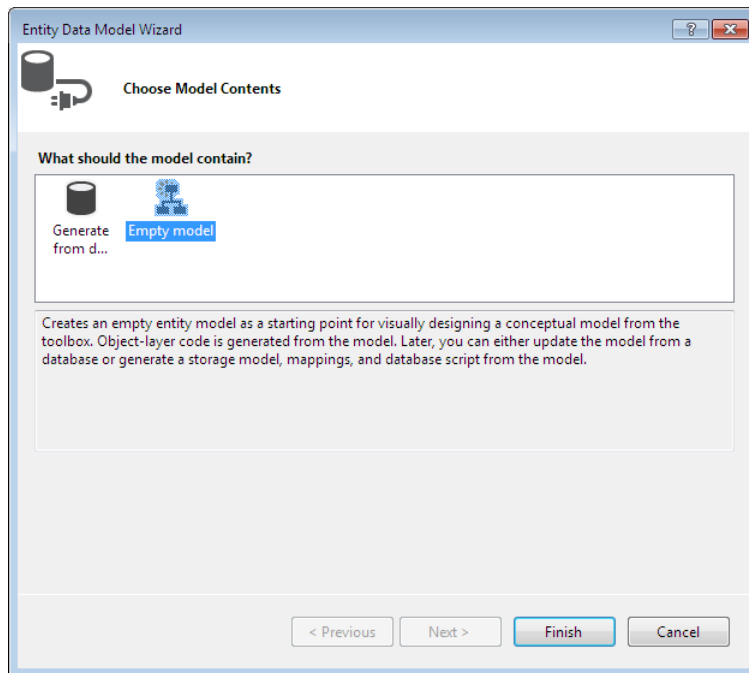 Entity Data Model Wizard
?
Choose Model Contents
What should the model contain?
Generate
from d...
Empty model
Creates an empty entity model as a starting point for visually designing a conceptual model from the
toolbox. Object-layer code is generated from the model. Later, you can either update the model from a
database or generate a storage model, mappings, and database script from the model.
< Previous
Next >
Finish
Cancel